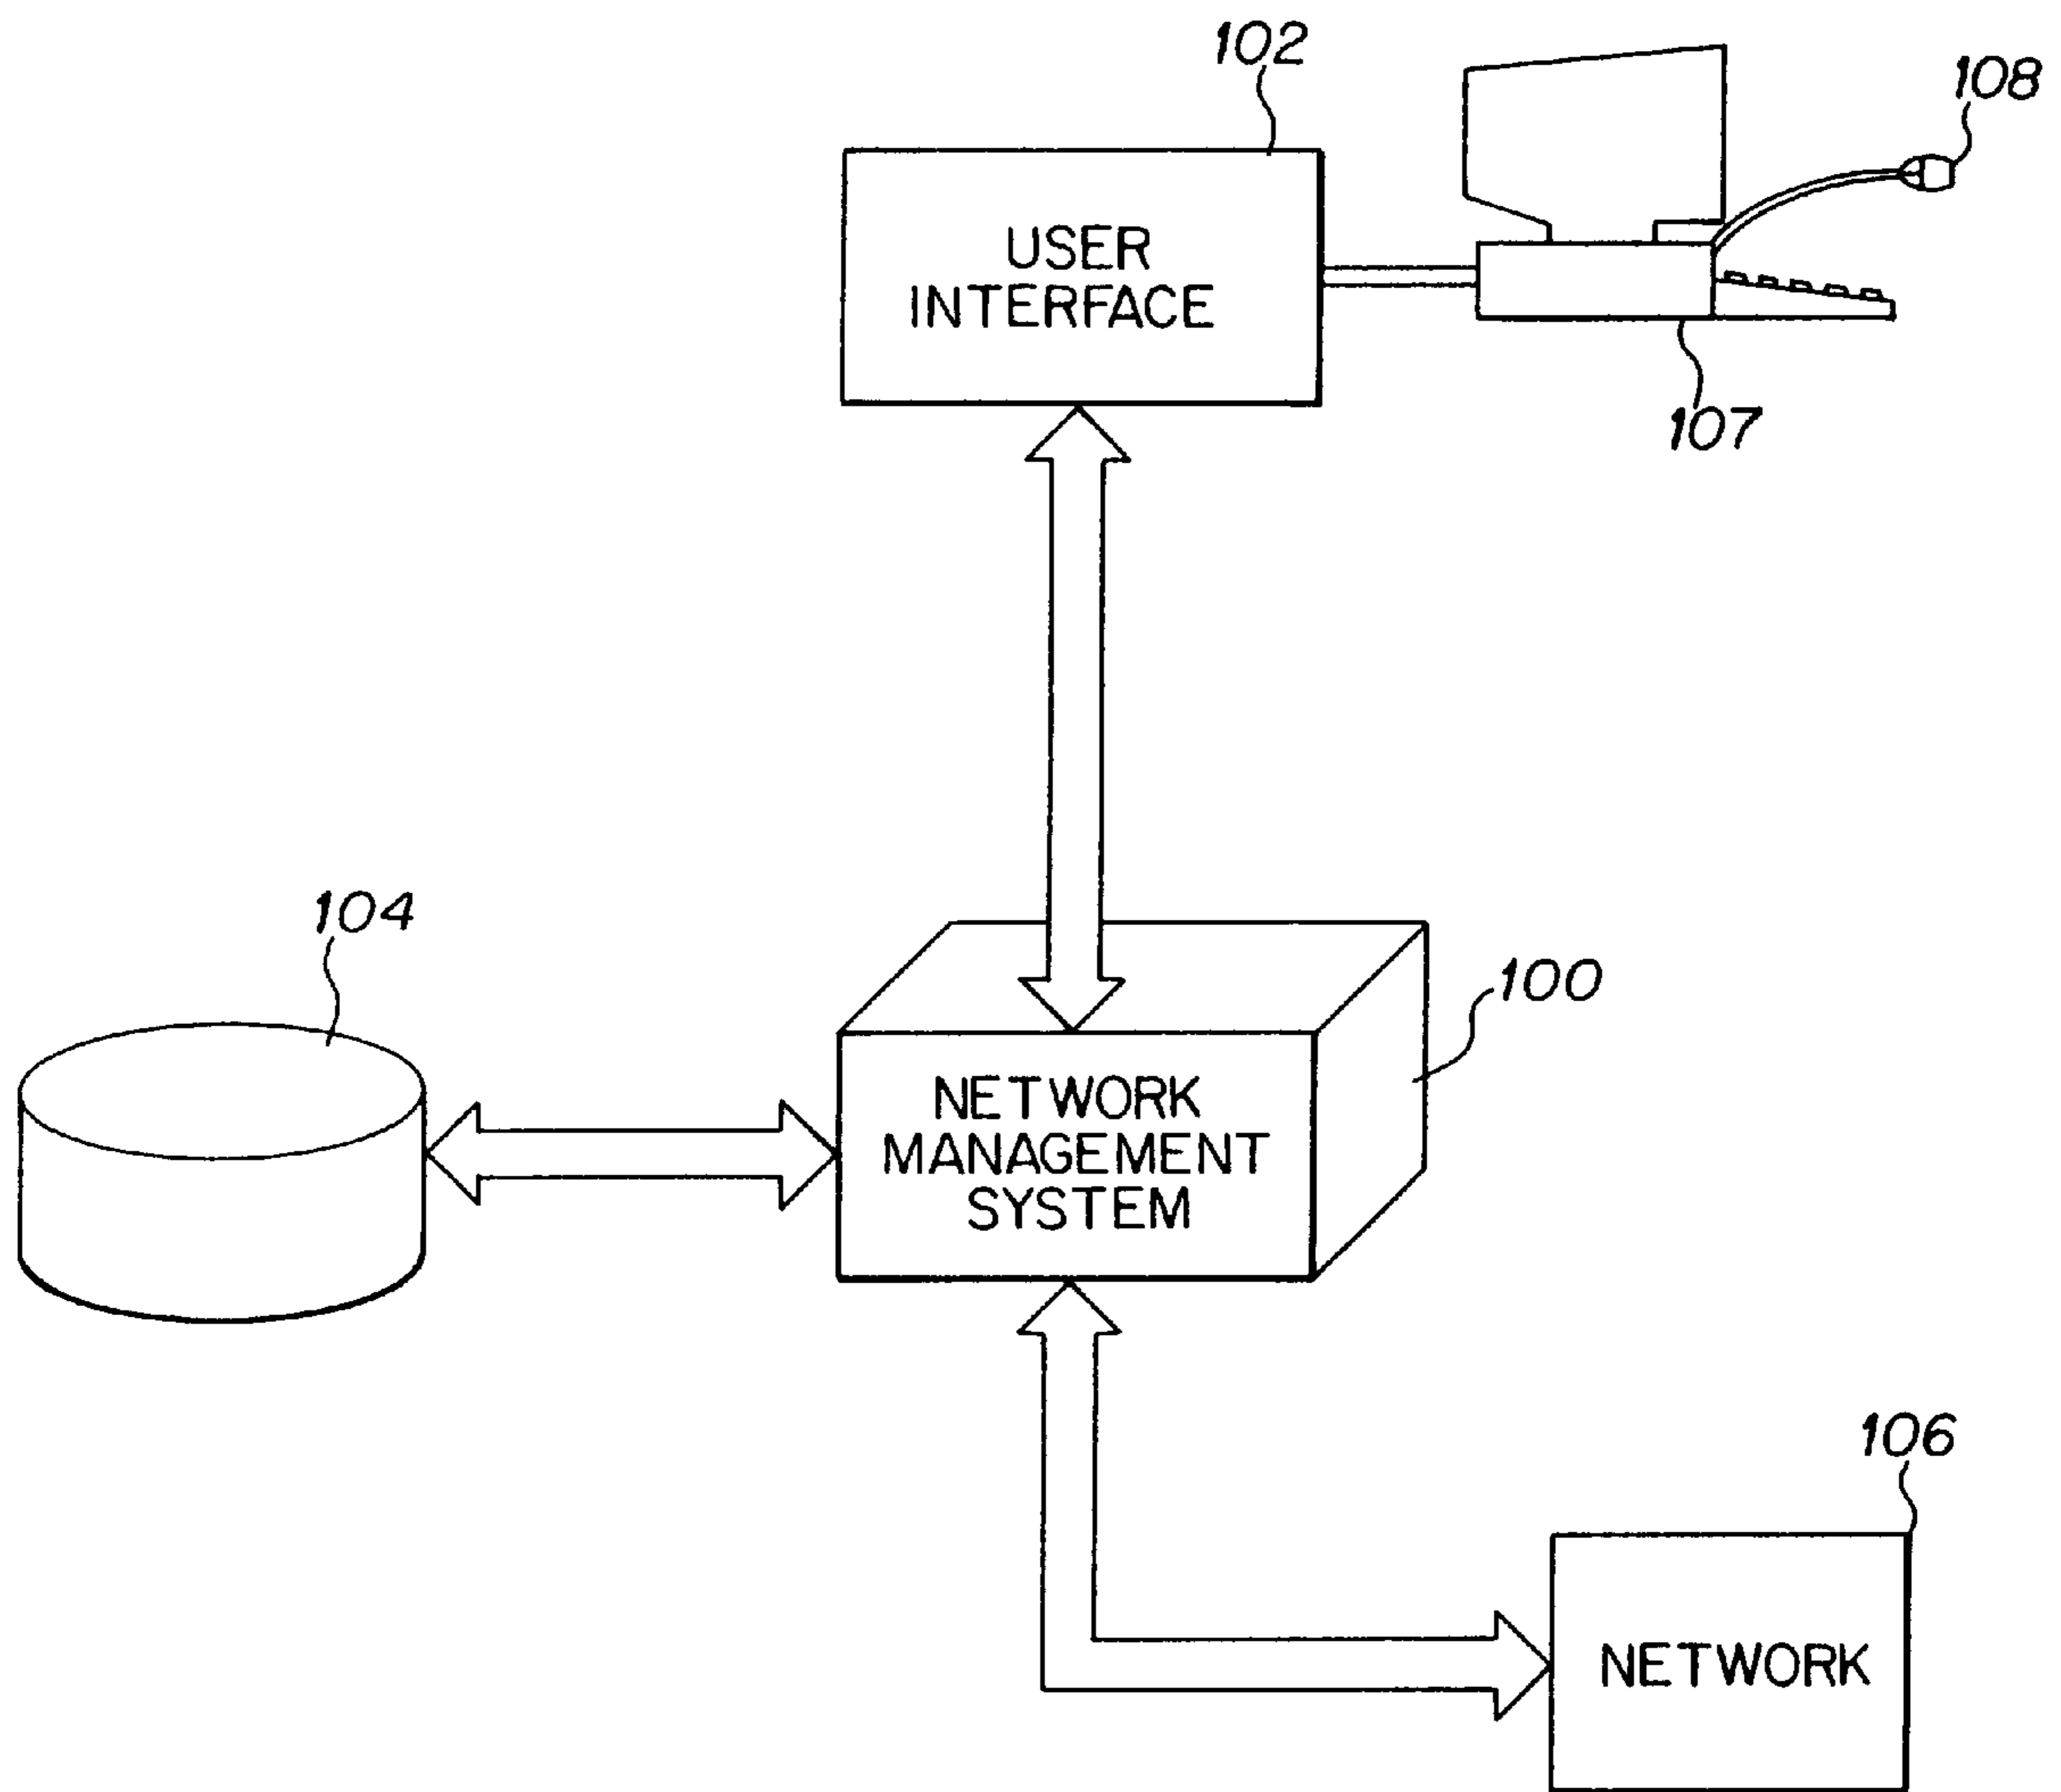 102
108
USER
INTERFACE
107
104
100
NETWORK
MANAGEMENT
SYSTEM
106
NETWORK